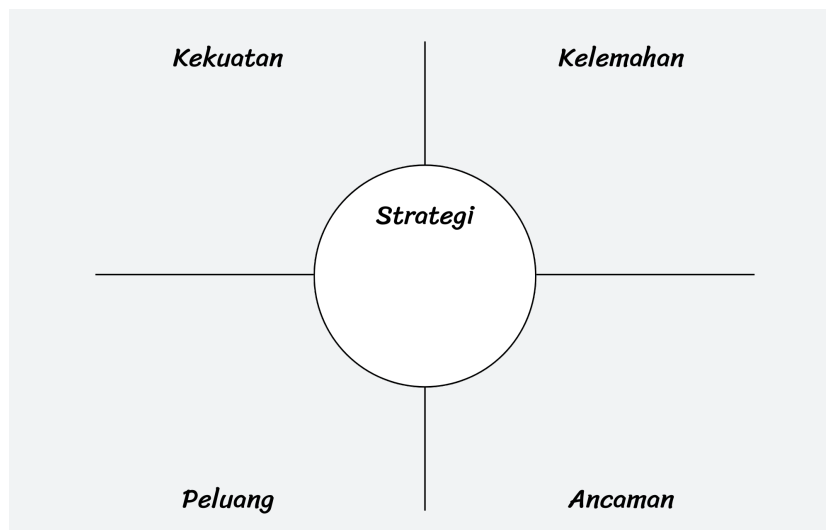 Kekuatan
Kelemahan
Strategi
Peluang
Ancaman